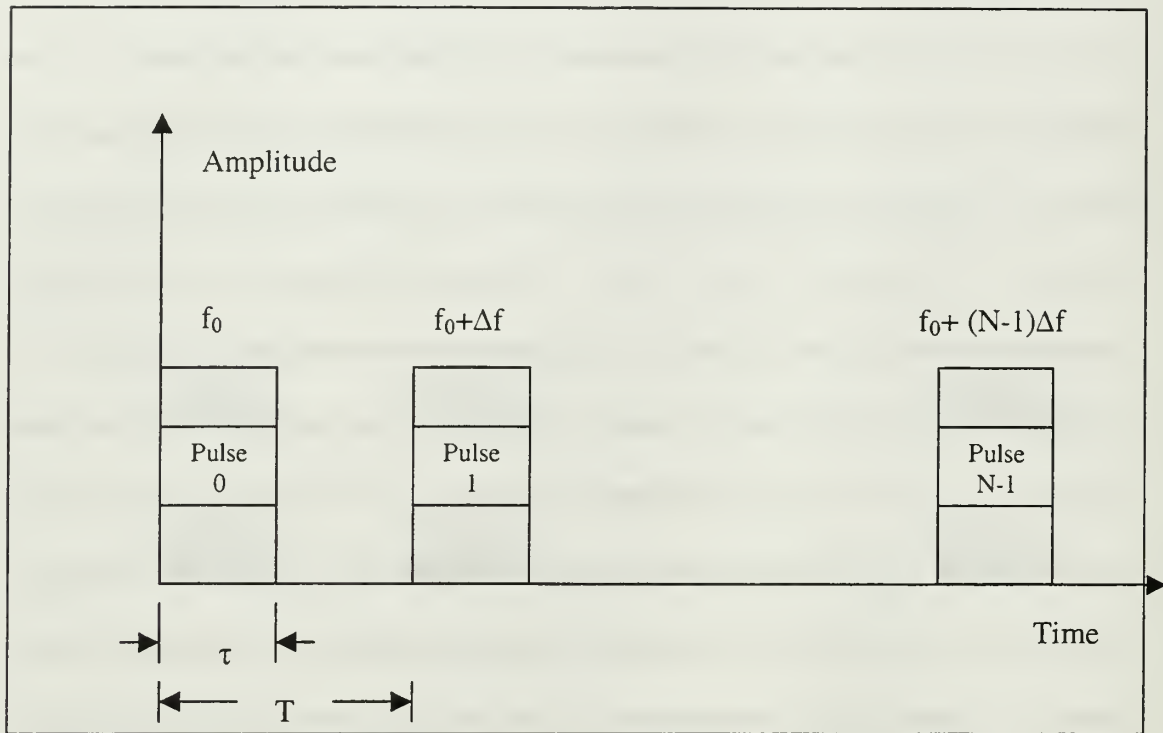 Amplitude
f₀
f₀+Δf
f₀+ (N-1)Δf
Pulse
0
Pulse
1
Pulse
N-1
Time
τ
T